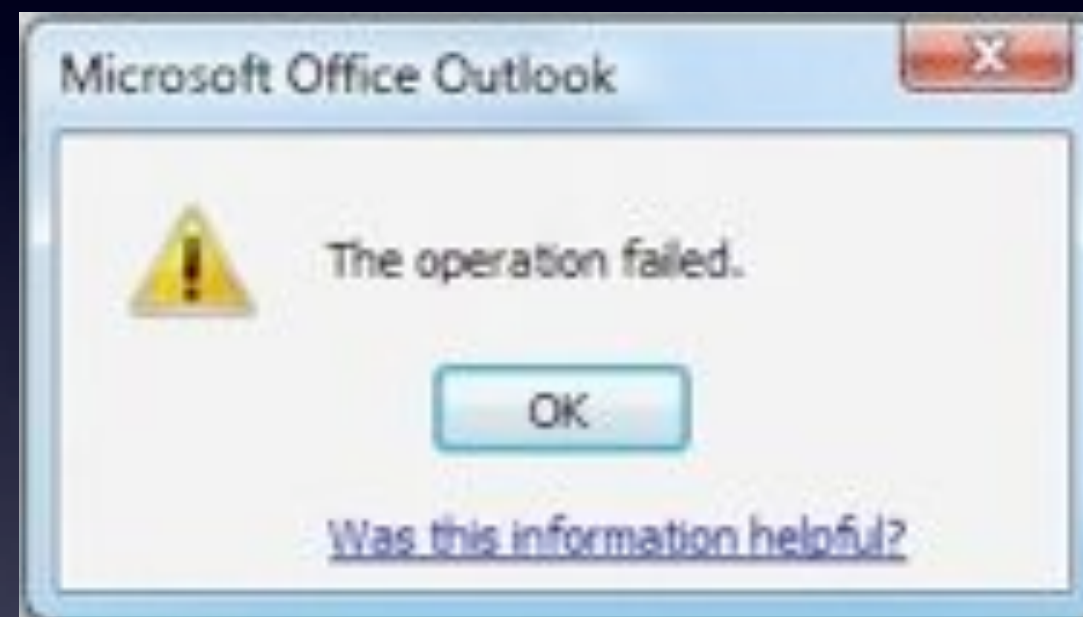 Microsoft Office Outlook
The operation failed.
OK
Was this information helpful?